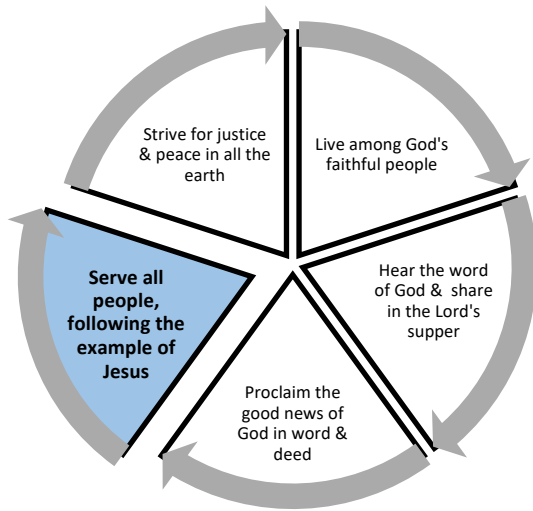 Strive for justice
& peace in all the
earth
Live among God's
faithful people
Hear the word
of God & share
in the Lord's
supper
Proclaim the
good news of
God in word &
deed
Serve all
people,
following the
example of
Jesus